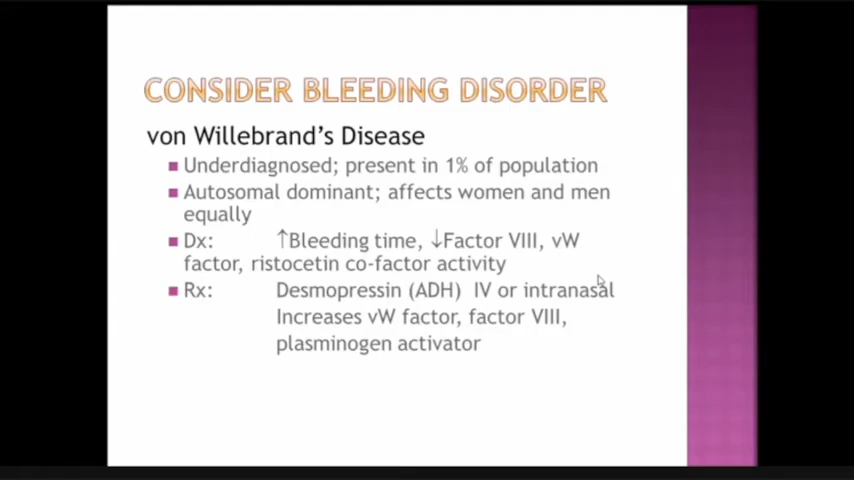 CONSIDER BLEEDING DISORDER
von Willebrand's Disease
Underdiagnosed; present in 1% of population
Autosomal dominant; affects women and men
equally
Dx: ↑Bleeding time, ↓Factor VIII, vW
factor, ristocetin co-factor activity
Rx: Desmopressin (ADH) IV or intranasal
Increases vW factor, factor VIII,
plasminogen activator